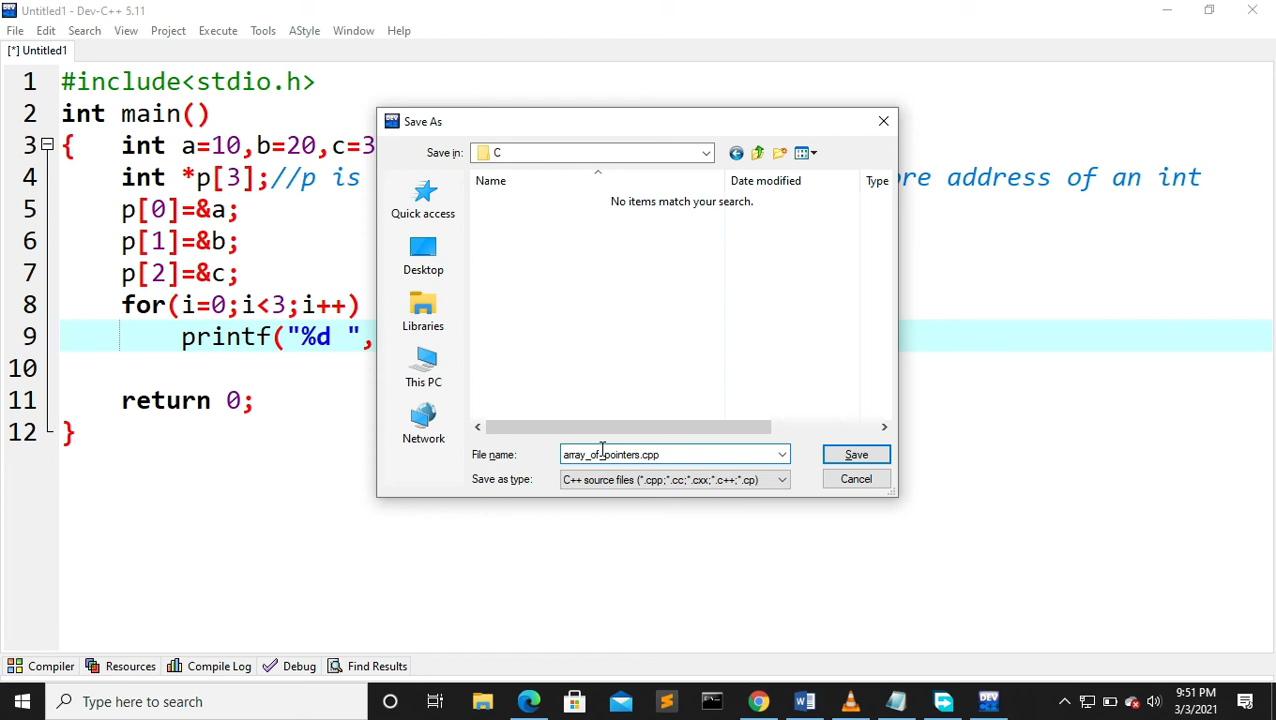 Untitled1 - Dev-C++ 5.11
File Edit Search View Project Execute Tools AStyle Window Help
[*] Untitled1
1 #include<stdio.h>
2 int main()
3 { int a=10,b=20,c=3
4 int *p[3];//p is ore address of an int
5 p[0]=&a;
6 p[1]=&b;
7 p[2]=&c;
8 for(i=0;i<3;i++)
9 printf("%d ",
10
11 return 0;
12 }
Save As
Save in: C
Name Date modified Type
No items match your search.
Quick access
Desktop
Libraries
This PC
Network
File name: array_of_pointers.cpp Save
Save as type: C++ source files (*.cpp;*.cc;*.cxx;*.c++;*.cp) Cancel
Compiler Resources Compile Log Debug Find Results
Type here to search
9:51 PM
3/3/2021